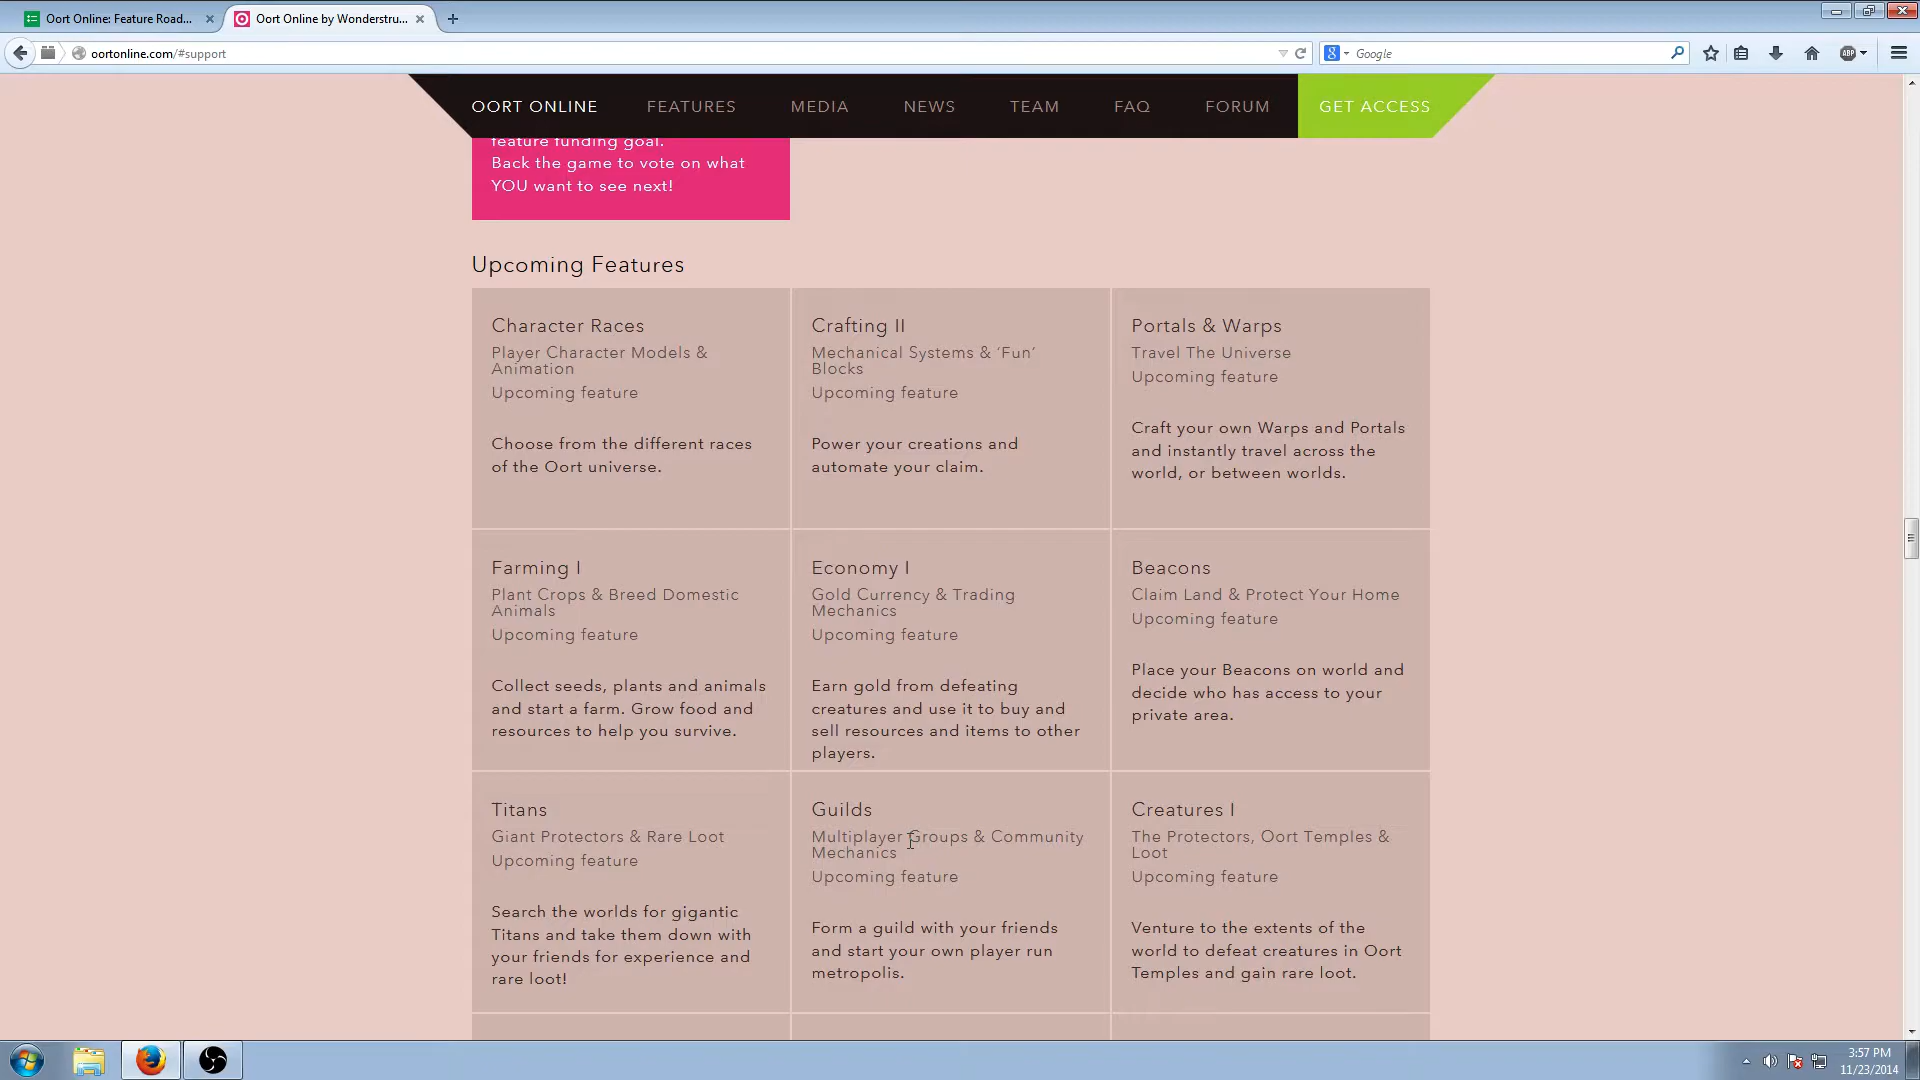 Oort Online: Feature Road...
Oort Online by Wonderstru...
oortonline.com/#support
Google
ABP
OORT ONLINE
FEATURES
MEDIA
NEWS
TEAM
FAQ
FORUM
GET ACCESS
feature funding goal.
Back the game to vote on what
YOU want to see next!
Upcoming Features
Character Races
Player Character Models &
Animation
Upcoming feature
Choose from the different races
of the Oort universe.
Crafting II
Mechanical Systems & ‘Fun’
Blocks
Upcoming feature
Power your creations and
automate your claim.
Portals & Warps
Travel The Universe
Upcoming feature
Craft your own Warps and Portals
and instantly travel across the
world, or between worlds.
Farming I
Plant Crops & Breed Domestic
Animals
Upcoming feature
Collect seeds, plants and animals
and start a farm. Grow food and
resources to help you survive.
Economy I
Gold Currency & Trading
Mechanics
Upcoming feature
Earn gold from defeating
creatures and use it to buy and
sell resources and items to other
players.
Beacons
Claim Land & Protect Your Home
Upcoming feature
Place your Beacons on world and
decide who has access to your
private area.
Titans
Giant Protectors & Rare Loot
Upcoming feature
Search the worlds for gigantic
Titans and take them down with
your friends for experience and
rare loot!
Guilds
Multiplayer Groups & Community
Mechanics
Upcoming feature
Form a guild with your friends
and start your own player run
metropolis.
Creatures I
The Protectors, Oort Temples &
Loot
Upcoming feature
Venture to the extents of the
world to defeat creatures in Oort
Temples and gain rare loot.
3:57 PM
11/23/2014